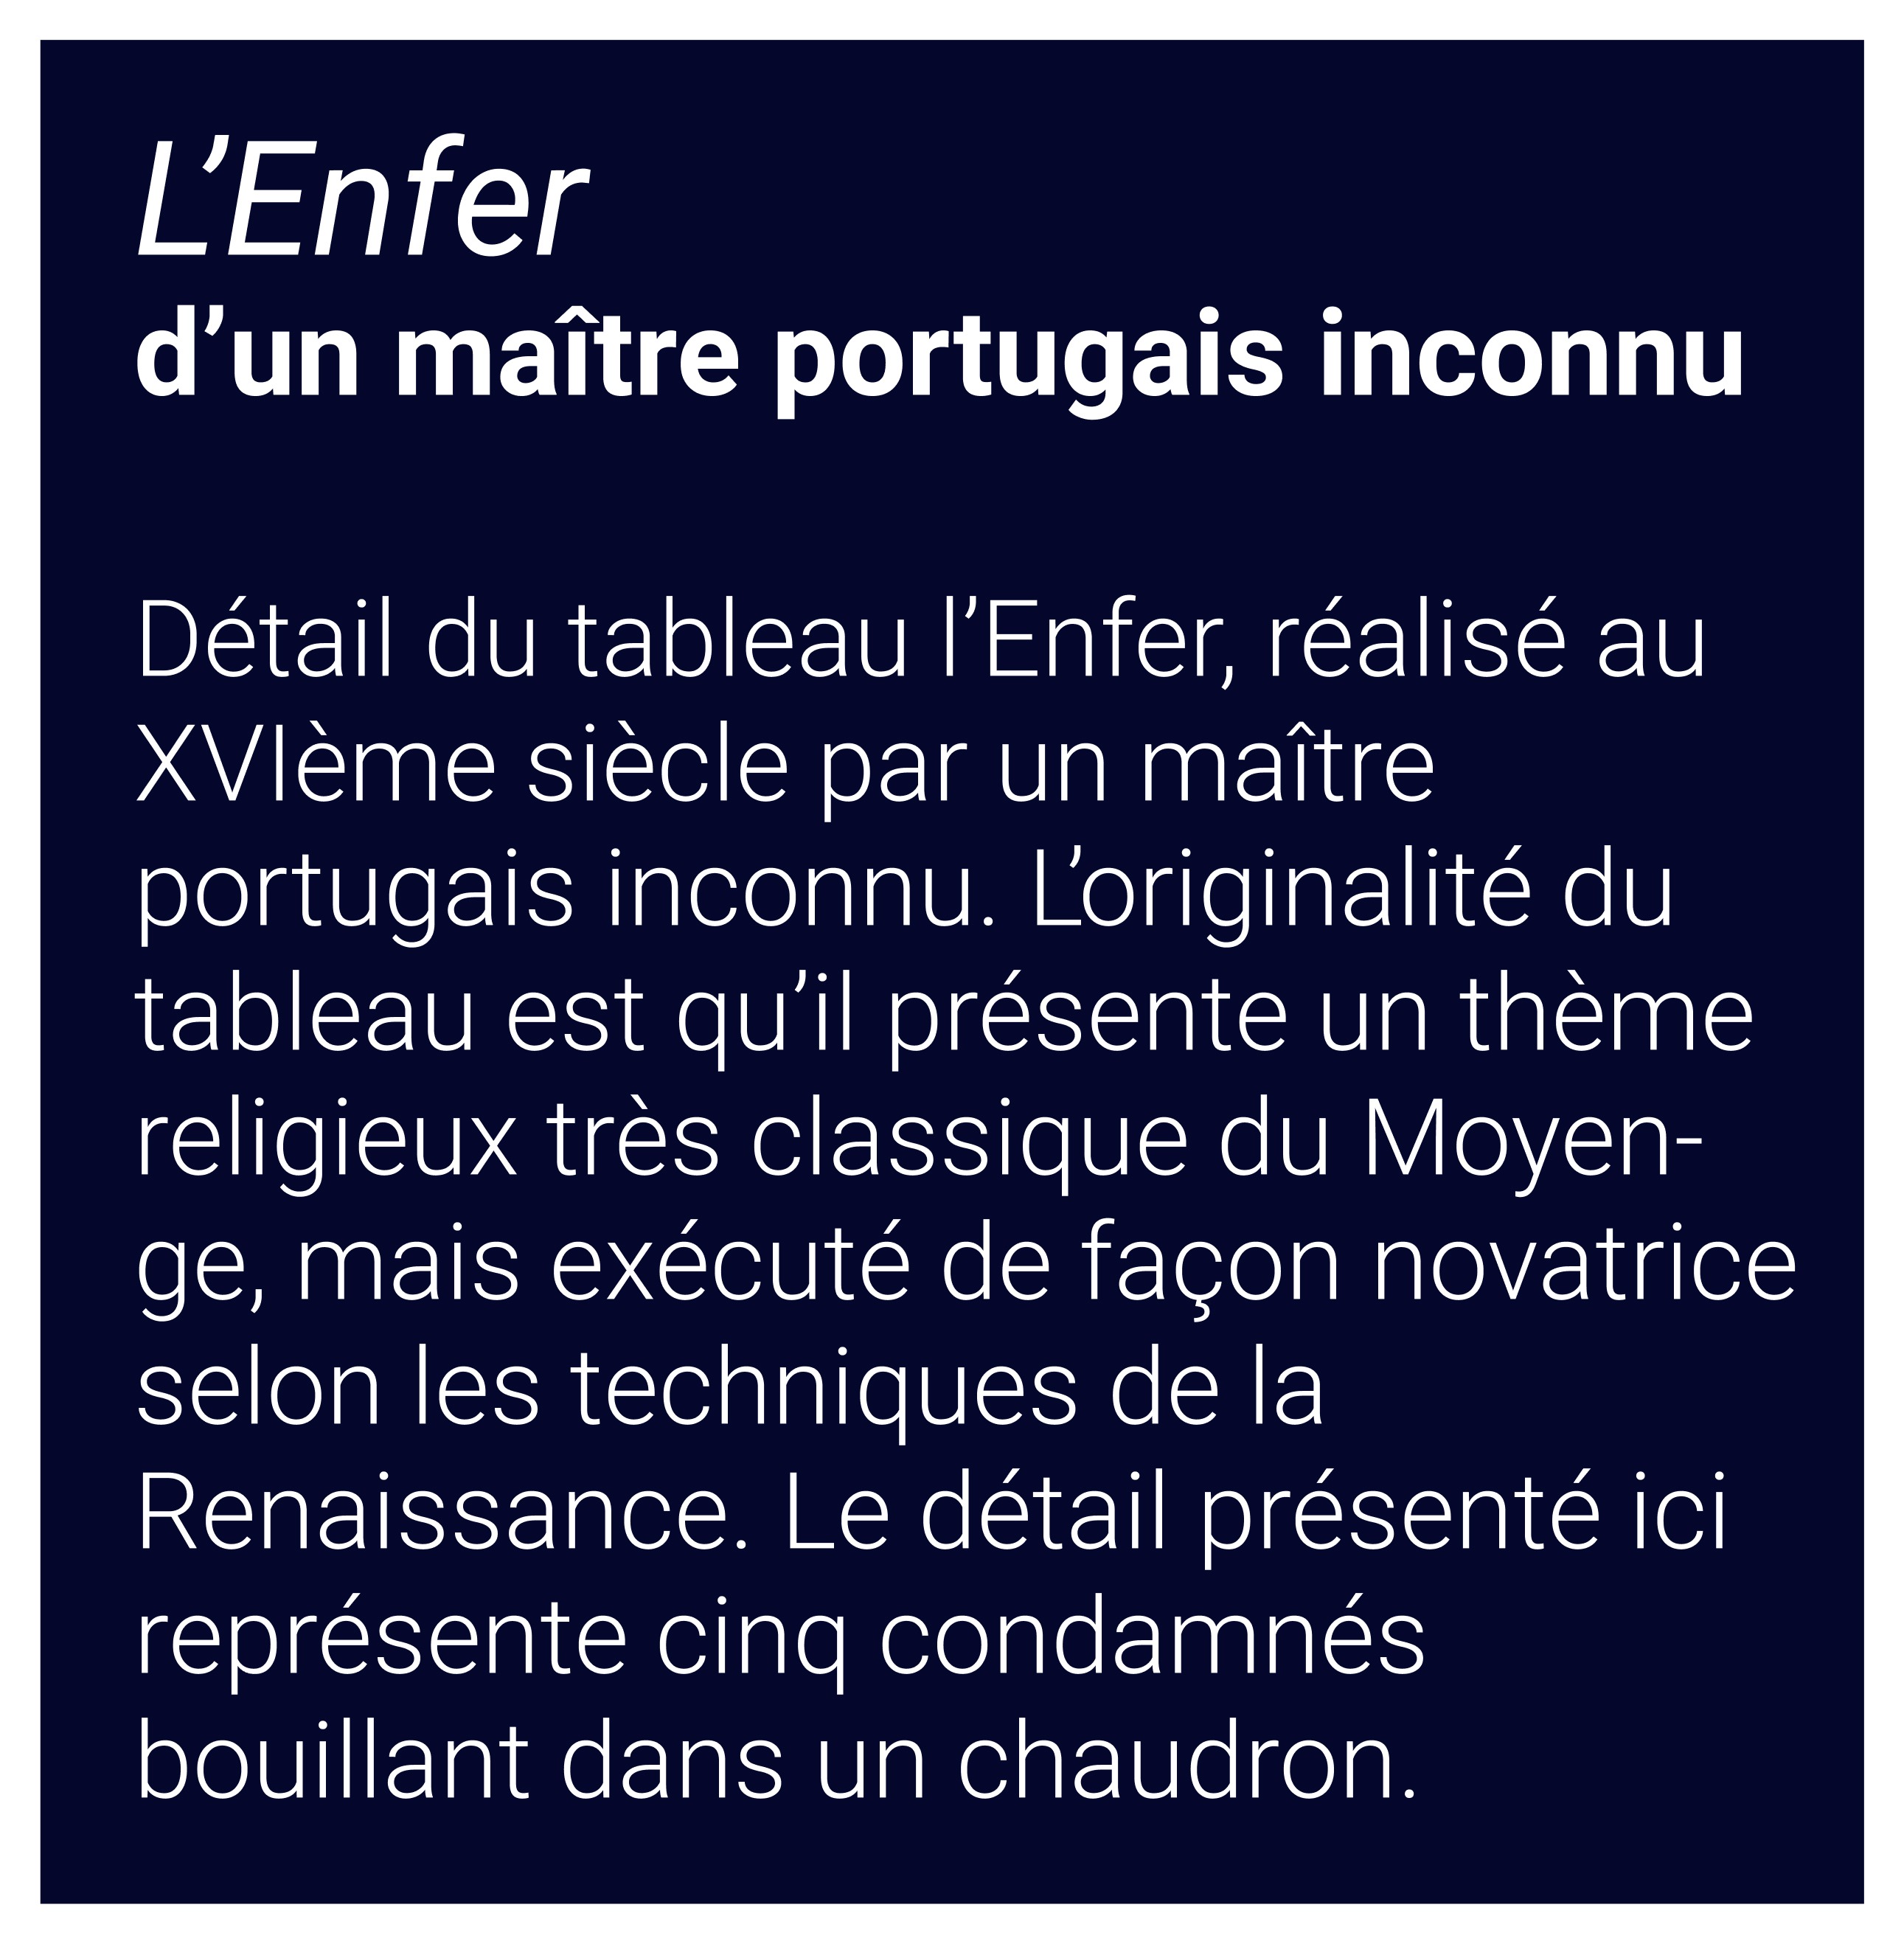 L’Enfer
d’un maître portugais inconnu
Détail du tableau l’Enfer, réalisé au
XVIème siècle par un maître
portugais inconnu. L’originalité du
tableau est qu’il présente un thème
religieux très classique du Moyen-
ge, mais exécuté de façon novatrice
selon les techniques de la
Renaissance. Le détail présenté ici
représente cinq condamnés
bouillant dans un chaudron.